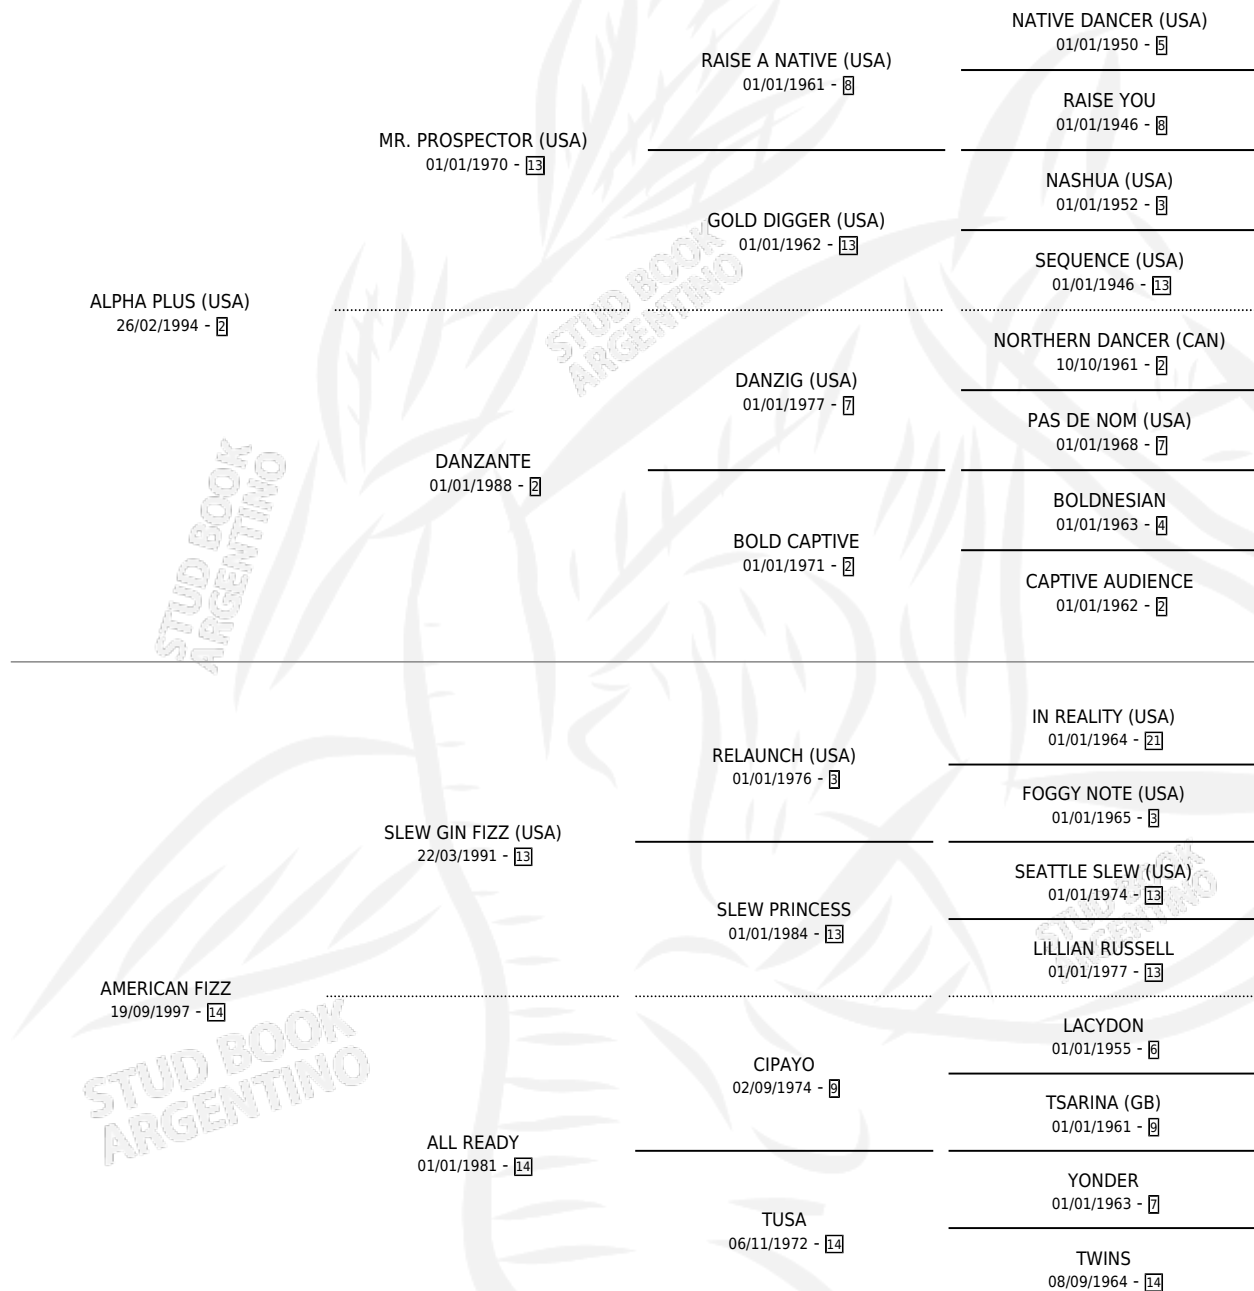 NATIVE DANCER (USA)
01/01/1950 - 5
RAISE A NATIVE (USA)
01/01/1961 - 8
RAISE YOU
01/01/1946 - 8
MR. PROSPECTOR (USA)
01/01/1970 - 13
NASHUA (USA)
01/01/1952 - 3
GOLD DIGGER (USA)
01/01/1962 - 13
SEQUENCE (USA)
01/01/1946 - 13
ALPHA PLUS (USA)
26/02/1994 - 2
STUD BOOK
ARGENTINO
NORTHERN DANCER (CAN)
10/10/1961 - 2
DANZIG (USA)
01/01/1977 - 7
PAS DE NOM (USA)
01/01/1968 - 7
DANZANTE
01/01/1988 - 2
BOLDNESIAN
01/01/1963 - 4
BOLD CAPTIVE
01/01/1971 - 2
CAPTIVE AUDIENCE
01/01/1962 - 2
STUD BOOK
ARGENTINO
IN REALITY (USA)
01/01/1964 - 21
RELAUNCH (USA)
01/01/1976 - 3
FOGGY NOTE (USA)
01/01/1965 - 3
SLEW GIN FIZZ (USA)
22/03/1991 - 13
SEATTLE SLEW (USA)
01/01/1974 - 13
SLEW PRINCESS
01/01/1984 - 13
STUD BOOK
ARGENTINO
LILLIAN RUSSELL
01/01/1977 - 13
AMERICAN FIZZ
19/09/1997 - 14
LACYDON
01/01/1955 - 6
CIPAYO
02/09/1974 - 9
TSARINA (GB)
01/01/1961 - 9
STUD BOOK
ARGENTINO
ALL READY
01/01/1981 - 14
YONDER
01/01/1963 - 7
TUSA
06/11/1972 - 14
TWINS
08/09/1964 - 14